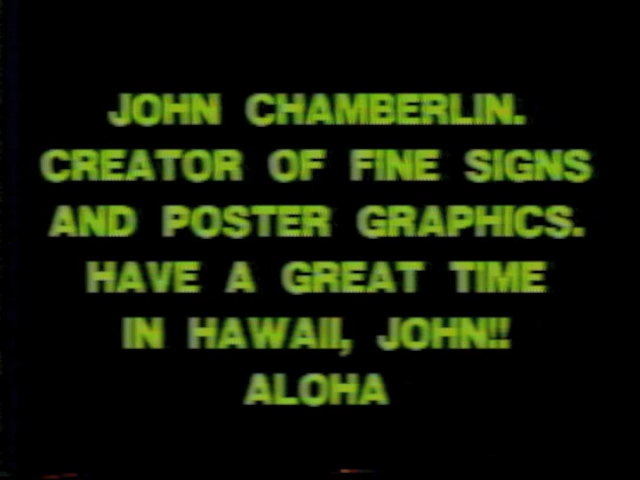 JOHN CHAMBERLIN.
CREATOR OF FINE SIGNS
AND POSTER GRAPHICS.
HAVE A GREAT TIME
IN HAWAII, JOHN!!
ALOHA